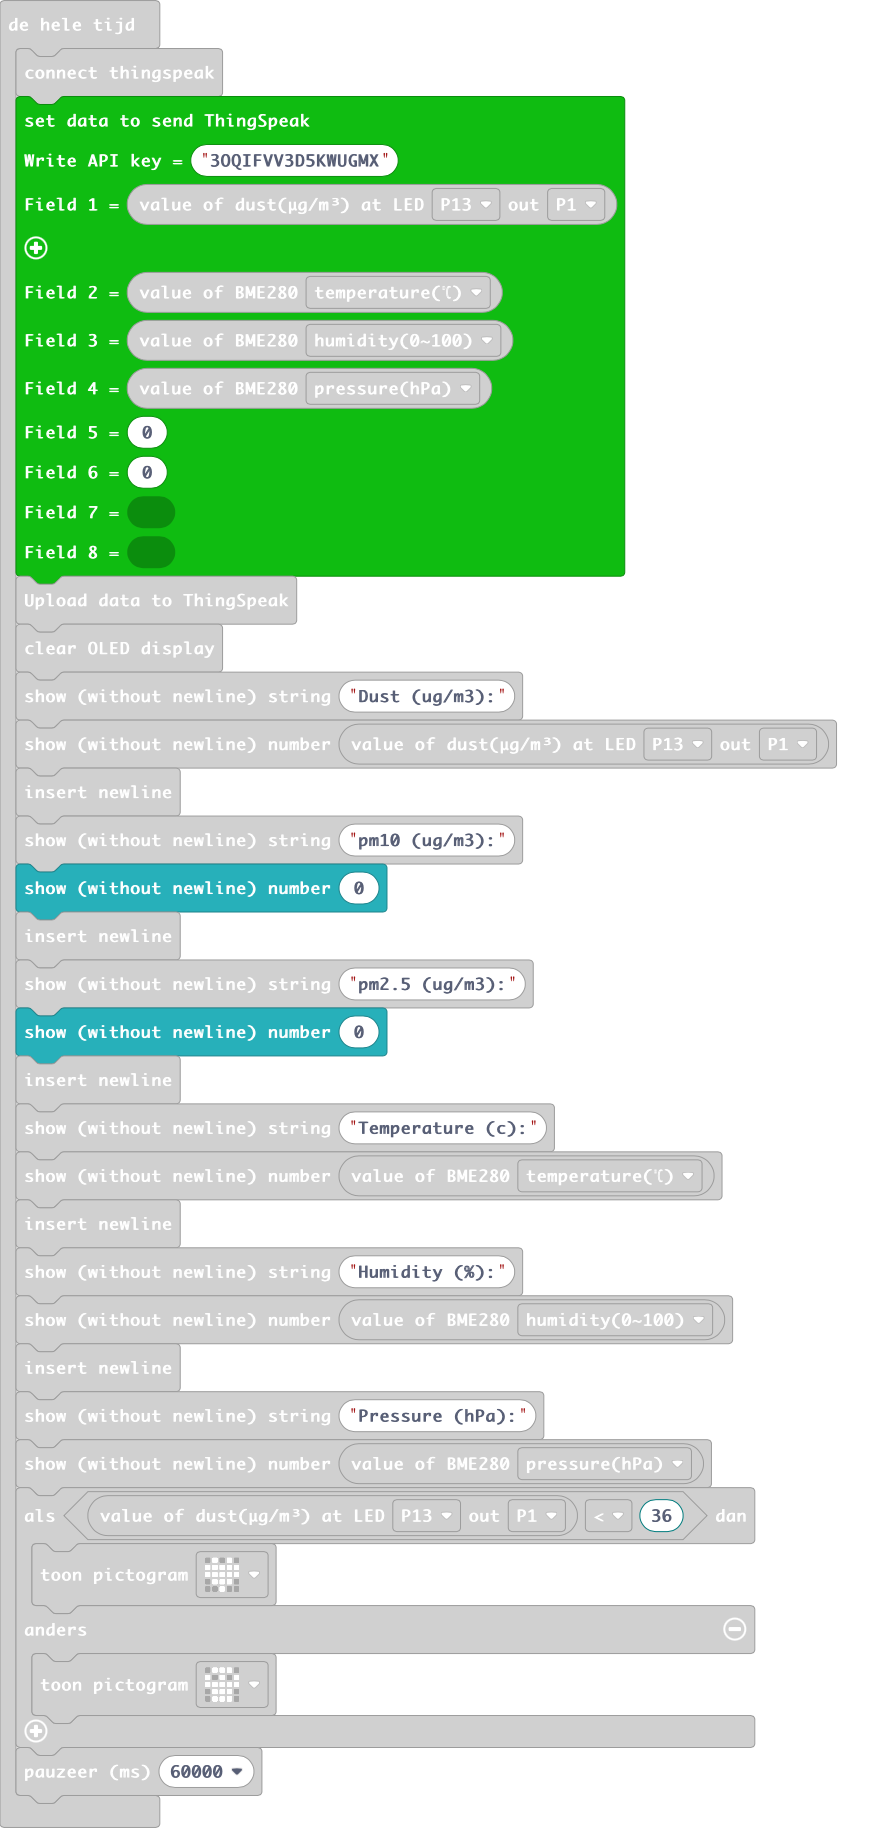 de hele tijd
connect thingspeak
set data to send ThingSpeak
Write API key = "3OQIFVV3D5KWUGMX"
Field 1 = value of dust(μg/m³) at LED P13 out P1
Field 2 = value of BME280 temperature(℃)
Field 3 = value of BME280 humidity(0~100)
Field 4 = value of BME280 pressure(hPa)
Field 5 = 0
Field 6 = 0
Field 7 =
Field 8 =
Upload data to ThingSpeak
clear OLED display
show (without newline) string "Dust (ug/m3):"
show (without newline) number value of dust(μg/m³) at LED P13 out P1
insert newline
show (without newline) string "pm10 (ug/m3):"
show (without newline) number 0
insert newline
show (without newline) string "pm2.5 (ug/m3):"
show (without newline) number 0
insert newline
show (without newline) string "Temperature (c):"
show (without newline) number value of BME280 temperature(℃)
insert newline
show (without newline) string "Humidity (%):"
show (without newline) number value of BME280 humidity(0~100)
insert newline
show (without newline) string "Pressure (hPa):"
show (without newline) number value of BME280 pressure(hPa)
als value of dust(μg/m³) at LED P13 out P1 < 36 dan
toon pictogram
anders
toon pictogram
pauzeer (ms) 60000